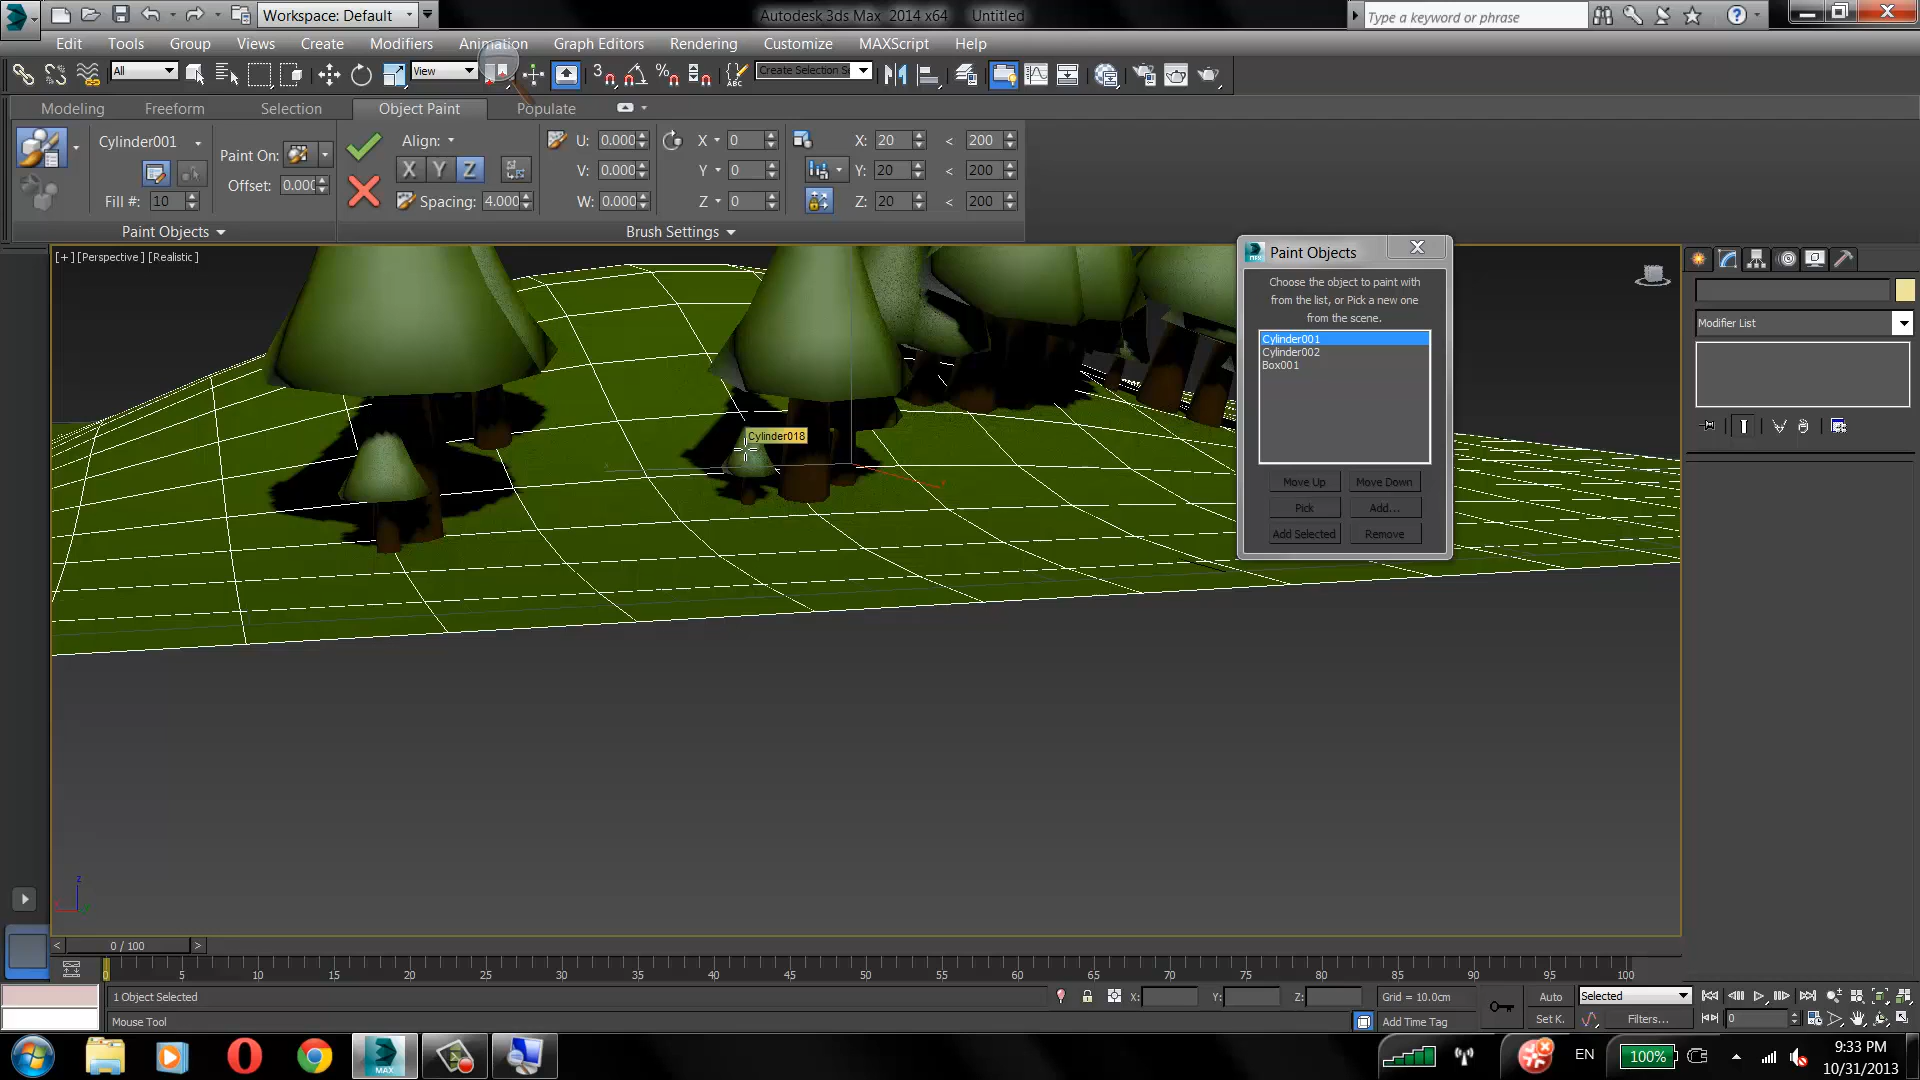 Workspace: Default
Autodesk 3ds Max 2014 x64 Untitled
Type a keyword or phrase
Edit Tools Group Views Create Modifiers Animation Graph Editors Rendering Customize MAXScript Help
All
View
Modeling Freeform Selection Object Paint Populate
Cylinder001
Paint On:
Offset: 0.000
Fill #: 10
Paint Objects
Align:
X Y Z
Spacing: 4.000
U: 0.000 X 0 X: 20 < 200
V: 0.000 Y 0 Y: 20 < 200
W: 0.000 Z 0 Z: 20 < 200
Brush Settings
[+] [Perspective] [Realistic]
Cylinder018
Paint Objects
Choose the object to paint with
from the list, or Pick a new one
from the scene.
Cylinder001
Cylinder002
Box001
Move Up Move Down
Pick Add...
Add Selected Remove
Modifier List
z
0 / 100
0 5 10 15 20 25 30 35 40 45 50 55 60 65 70 75 80 85 90 95 100
1 Object Selected
X: Y: Z:
Grid = 10.0cm
Auto
Selected
Mouse Tool
Add Time Tag
Set K.
Filters...
0
MAX
EN
100%
9:33 PM
10/31/2013